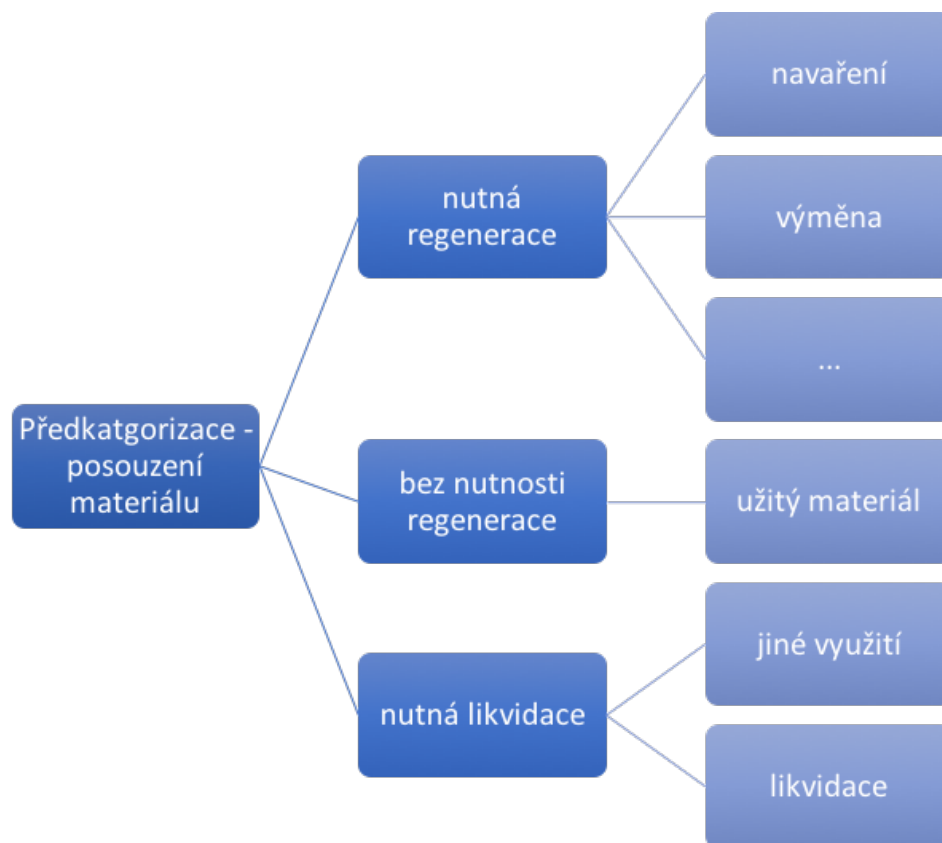 Předkatgorizace -
posouzení
materiálu
nutná
regenerace
navaření
výměna
...
bez nutnosti
regenerace
užitý materiál
nutná likvidace
jiné využití
likvidace